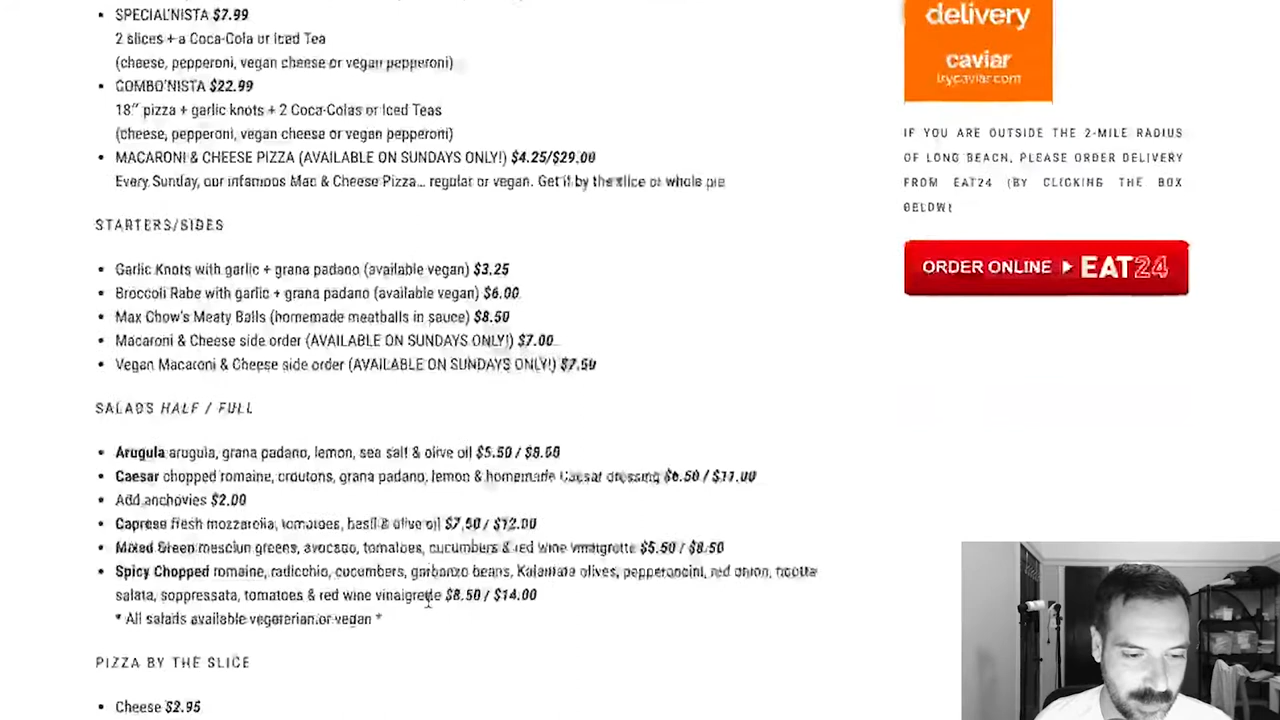 SPECIAL'NISTA $7.99
2 slices + a Coca-Cola or Iced Tea
(cheese, pepperoni, vegan cheese or vegan pepperoni)
COMBO'NISTA $22.99
18" pizza + garlic knots + 2 Coca-Colas or Iced Teas
(cheese, pepperoni, vegan cheese or vegan pepperoni)
MACARONI & CHEESE PIZZA (AVAILABLE ON SUNDAYS ONLY!) $4.25/$29.00
Every Sunday, our infamous Mac & Cheese Pizza... regular or vegan. Get it by the slice or whole pie
STARTERS/SIDES
Garlic Knots with garlic + grana padano (available vegan) $3.25
Broccoli Rabe with garlic + grana padano (available vegan) $6.00
Max Chow's Meaty Balls (homemade meatballs in sauce) $8.50
Macaroni & Cheese side order (AVAILABLE ON SUNDAYS ONLY!) $7.00
Vegan Macaroni & Cheese side order (AVAILABLE ON SUNDAYS ONLY!) $7.50
SALADS HALF / FULL
Arugula arugula, grana padano, lemon, sea salt & olive oil $5.50 / $8.50
Caesar chopped romaine, croutons, grana padano, lemon & homemade Caesar dressing $6.50 / $11.00
Add anchovies $2.00
Caprese fresh mozzarella, tomatoes, basil & olive oil $7.50 / $12.00
Mixed Green mesclun greens, avocado, tomatoes, cucumbers & red wine vinaigrette $5.50 / $8.50
Spicy Chopped romaine, radicchio, cucumbers, garbanzo beans, Kalamata olives, pepperoncini, red onion, ricotta
salata, soppressata, tomatoes & red wine vinaigrette $8.50 / $14.00
* All salads available vegeterian or vegan *
PIZZA BY THE SLICE
Cheese $2.95
delivery
caviar
trycaviar.com
IF YOU ARE OUTSIDE THE 2-MILE RADIUS
OF LONG BEACH, PLEASE ORDER DELIVERY
FROM EAT24 (BY CLICKING THE BOX
BELOW)
ORDER ONLINE EAT24